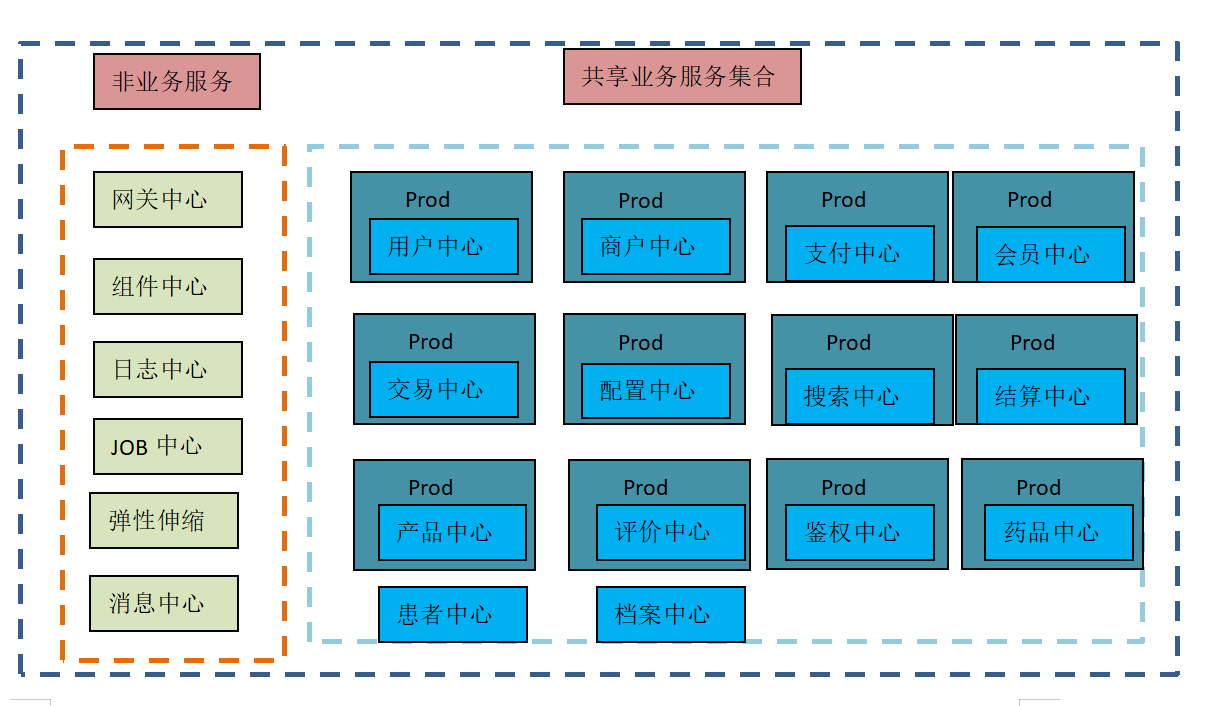 非业务服务
共享业务服务集合
网关中心
组件中心
日志中心
JOB 中心
弹性伸缩
消息中心
Prod
用户中心
Prod
商户中心
Prod
支付中心
Prod
会员中心
Prod
交易中心
Prod
配置中心
Prod
搜索中心
Prod
结算中心
Prod
产品中心
Prod
评价中心
Prod
鉴权中心
Prod
药品中心
患者中心
档案中心